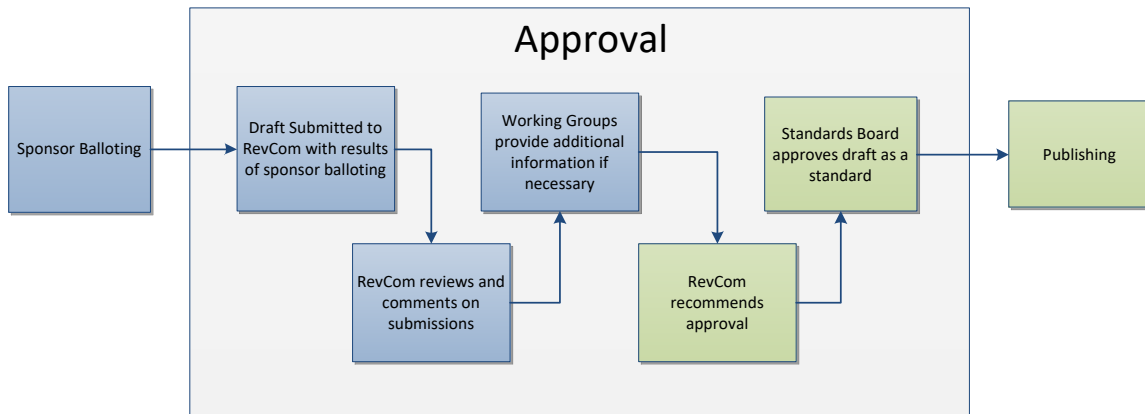 Approval
Sponsor Balloting
Draft Submitted to
RevCom with results
of sponsor balloting
RevCom reviews and
comments on
submissions
Working Groups
provide additional
information if
necessary
RevCom
recommends
approval
Standards Board
approves draft as a
standard
Publishing